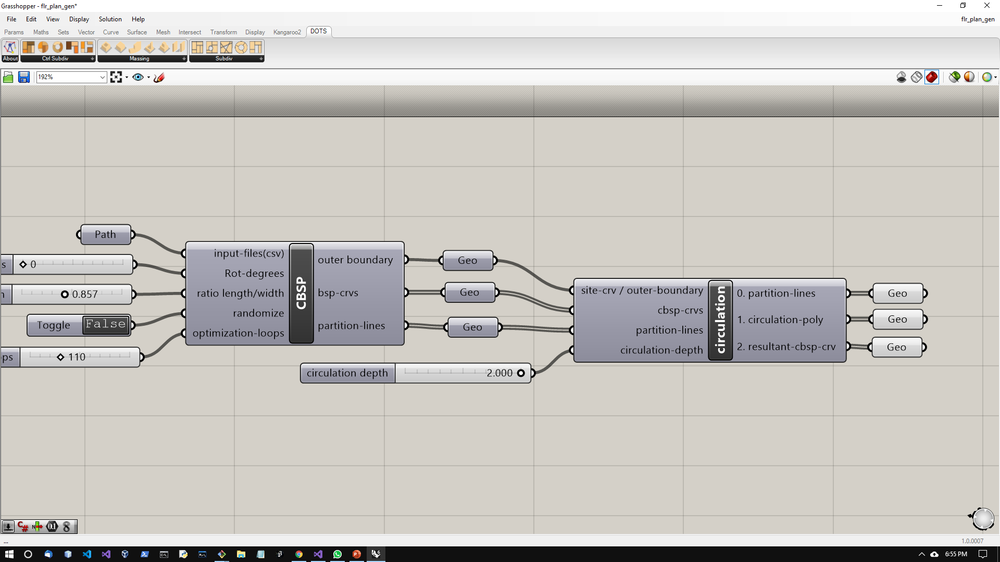 Grasshopper - flr_plan_gen*
File Edit View Display Solution Help
flr_plan_gen
Params Maths Sets Vector Curve Surface Mesh Intersect Transform Display Kangaroo2 DOTS
About Ctrl Subdiv Massing Subdiv
192%
Path
s 0
n 0.857
Toggle False
ps 110
input-files(csv)
Rot-degrees
ratio length/width
randomize
optimization-loops
CBSP
outer boundary
bsp-crvs
partition-lines
Geo
Geo
Geo
circulation depth 2.000
site-crv / outer-boundary
cbsp-crvs
partition-lines
circulation-depth
circulation
0. partition-lines
1. circulation-poly
2. resultant-cbsp-crv
Geo
Geo
Geo
...
1.0.0007
6:55 PM